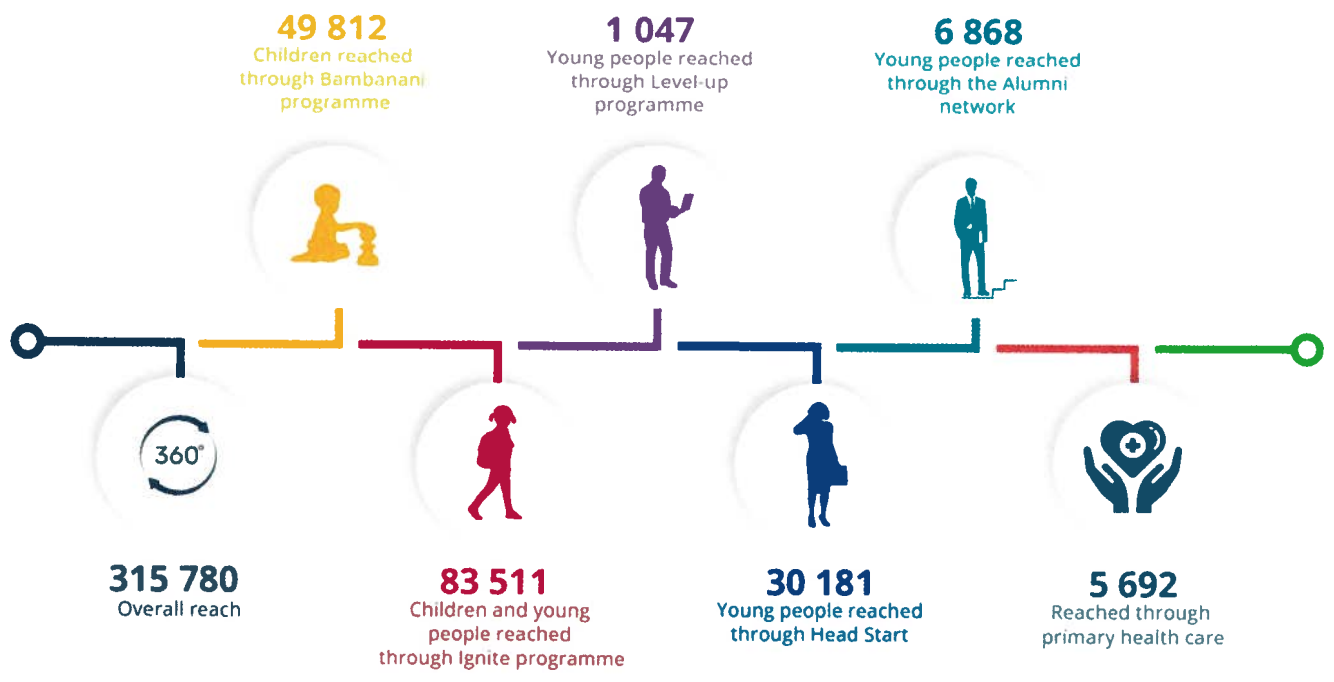 49 812
Children reached
through Bambanani
programme
1 047
Young people reached
through Level-up
programme
6 868
Young people reached
through the Alumni
network
360°
315 780
Overall reach
83 511
Children and young
people reached
through Ignite programme
30 181
Young people reached
through Head Start
5 692
Reached through
primary health care